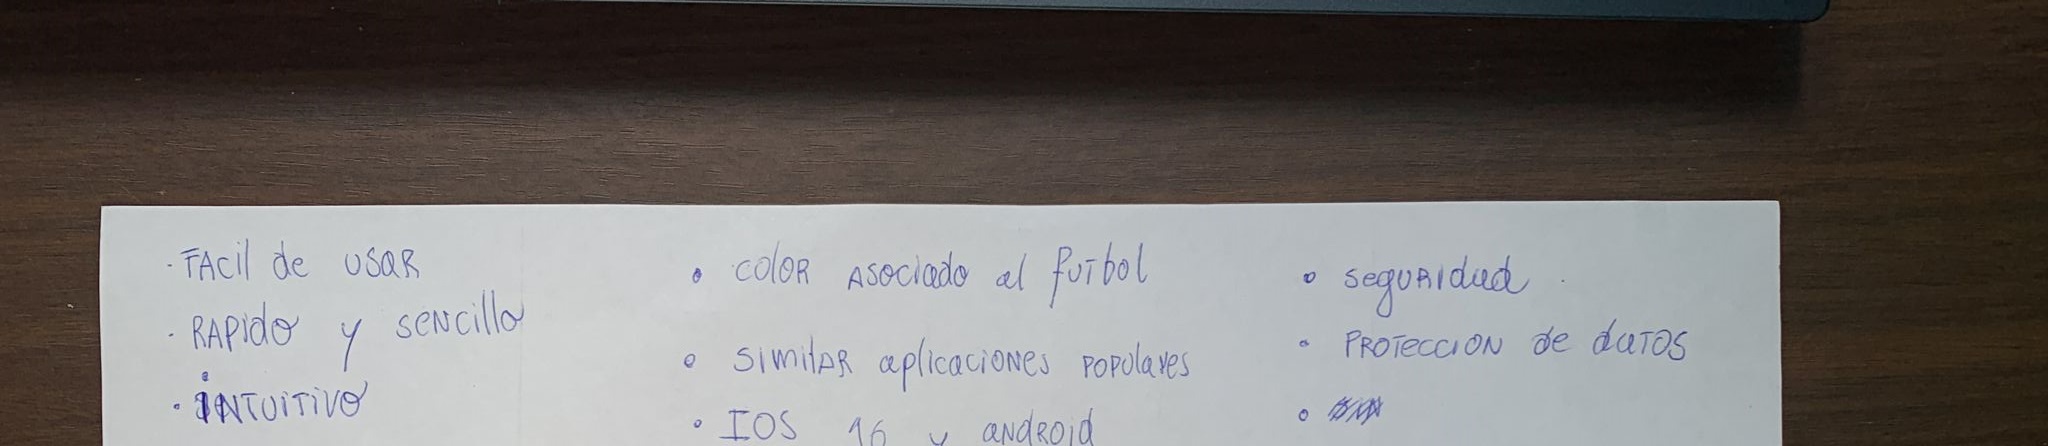 · FACil de USAR
· RAPido y SENcillo
· INTUiTiVO
• COlOR ASociado al fuTbol
• SimilAR aplicaciones POPulares
• IOS 16 y ANdROid
• SeguRidad
• PROTeccioN de daTOS